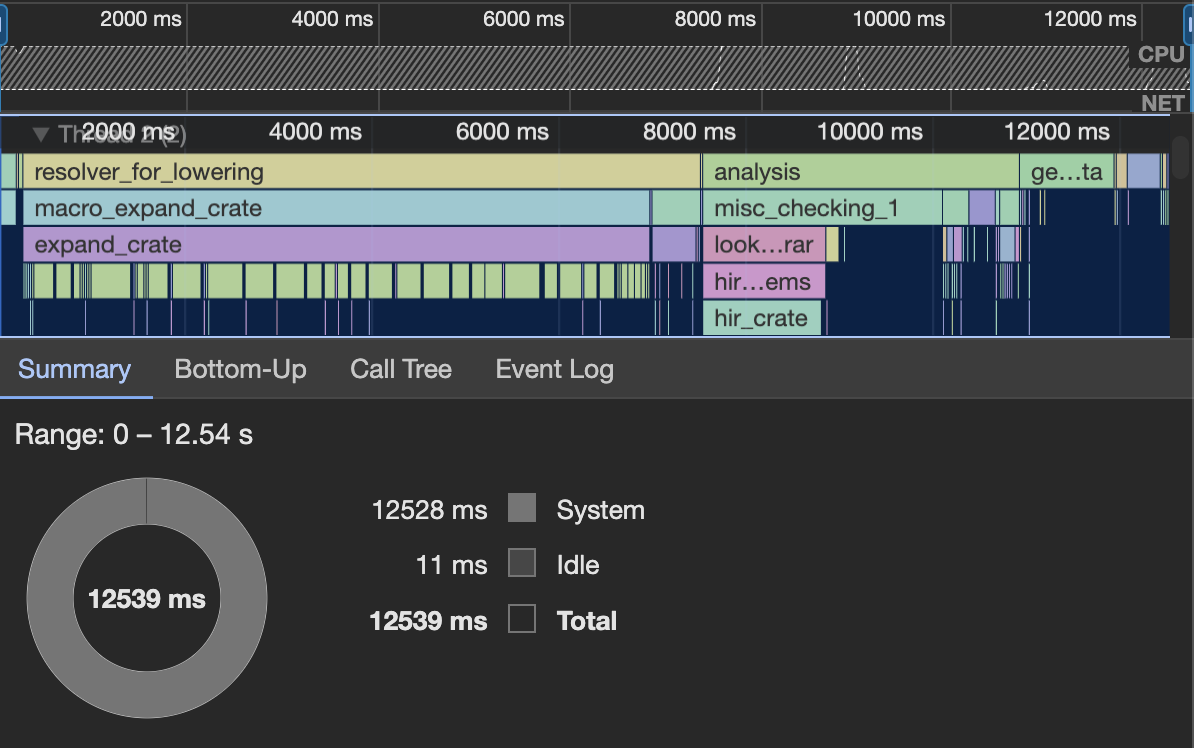 2000 ms 4000 ms 6000 ms 8000 ms 10000 ms 12000 ms
CPU
NET
▼ Thread 2 (2)
2000 ms 4000 ms 6000 ms 8000 ms 10000 ms 12000 ms
resolver_for_lowering analysis ge…ta
macro_expand_crate misc_checking_1
expand_crate look…rar
hir…ems
hir_crate
Summary Bottom-Up Call Tree Event Log
Range: 0 – 12.54 s
12528 ms System
11 ms Idle
12539 ms
12539 ms Total